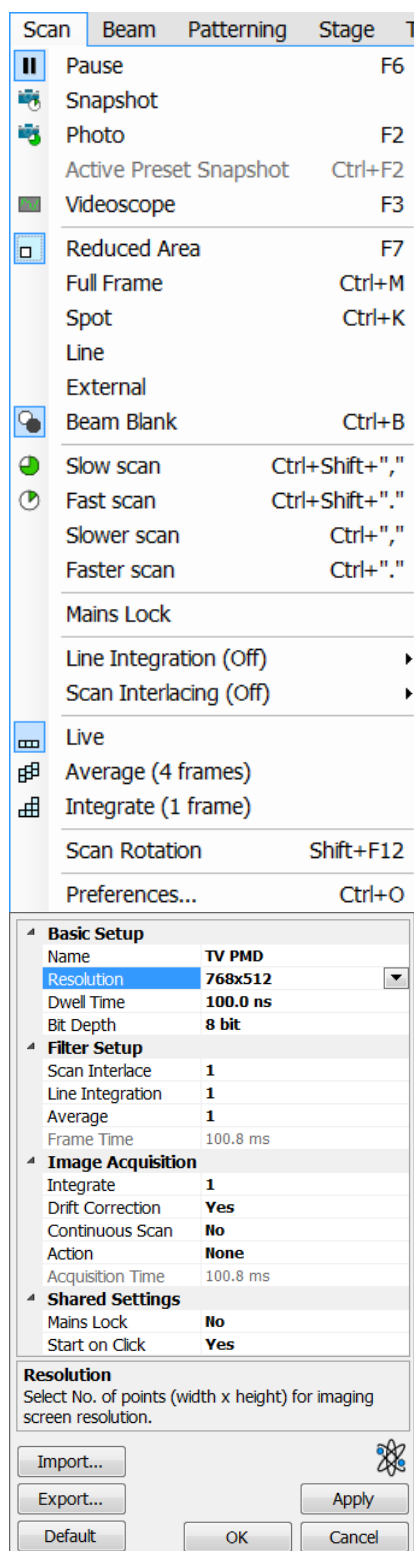 Scan Beam Patterning Stage T
Pause F6
Snapshot
Photo F2
Active Preset Snapshot Ctrl+F2
Videoscope F3
Reduced Area F7
Full Frame Ctrl+M
Spot Ctrl+K
Line
External
Beam Blank Ctrl+B
Slow scan Ctrl+Shift+","
Fast scan Ctrl+Shift+"."
Slower scan Ctrl+","
Faster scan Ctrl+"."
Mains Lock
Line Integration (Off)
Scan Interlacing (Off)
Live
Average (4 frames)
Integrate (1 frame)
Scan Rotation Shift+F12
Preferences... Ctrl+O
Basic Setup
Name TV PMD
Resolution 768x512
Dwell Time 100.0 ns
Bit Depth 8 bit
Filter Setup
Scan Interlace 1
Line Integration 1
Average 1
Frame Time 100.8 ms
Image Acquisition
Integrate 1
Drift Correction Yes
Continuous Scan No
Action None
Acquisition Time 100.8 ms
Shared Settings
Mains Lock No
Start on Click Yes
Resolution
Select No. of points (width x height) for imaging
screen resolution.
Import...
Export... Apply
Default OK Cancel